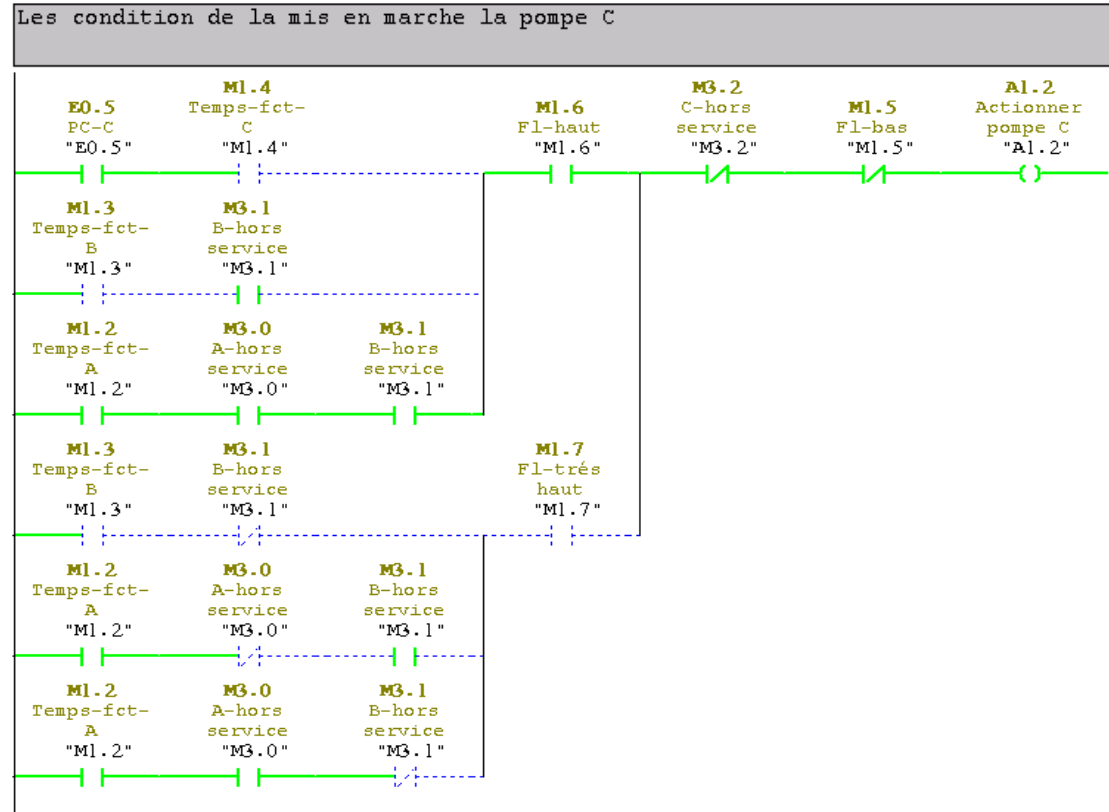 Les condition de la mis en marche la pompe C
M1.4 M3.2 A1.2
E0.5 Temps-fct- M1.6 C-hors M1.5 Actionner
PC-C C Fl-haut service Fl-bas pompe C
"E0.5" "M1.4" "M1.6" "M3.2" "M1.5" "A1.2"
M1.3 M3.1
Temps-fct- B-hors
B service
"M1.3" "M3.1"
M1.2 M3.0 M3.1
Temps-fct- A-hors B-hors
A service service
"M1.2" "M3.0" "M3.1"
M1.3 M3.1 M1.7
Temps-fct- B-hors Fl-trés
B service haut
"M1.3" "M3.1" "M1.7"
M1.2 M3.0 M3.1
Temps-fct- A-hors B-hors
A service service
"M1.2" "M3.0" "M3.1"
M1.2 M3.0 M3.1
Temps-fct- A-hors B-hors
A service service
"M1.2" "M3.0" "M3.1"